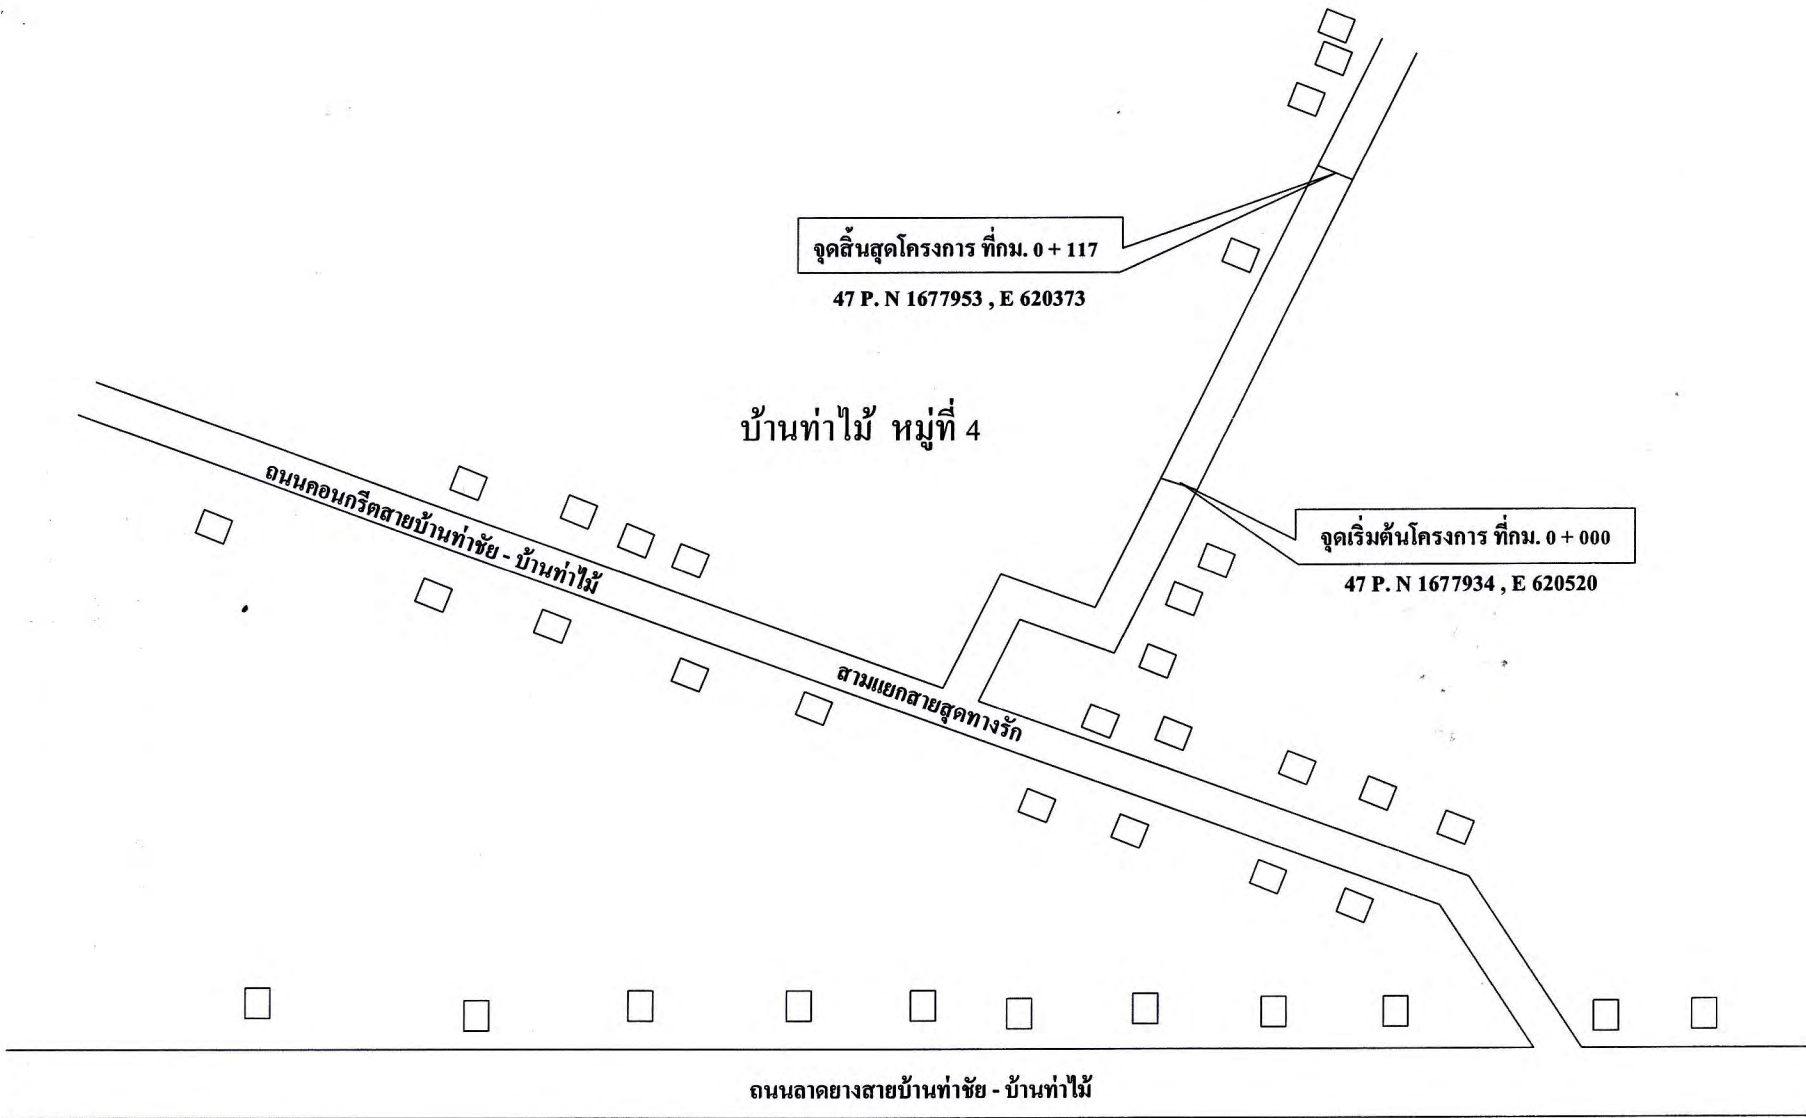 จุดสิ้นสุดโครงการ ที่กม. 0 + 117
47 P. N 1677953 , E 620373
บ้านท่าไม้ หมู่ที่ 4
ถนนคอนกรีตสายบ้านท่าชัย - บ้านท่าไม้
จุดเริ่มต้นโครงการ ที่กม. 0 + 000
47 P. N 1677934 , E 620520
สามแยกสายสุดทางรัก
ถนนลาดยางสายบ้านท่าชัย - บ้านท่าไม้